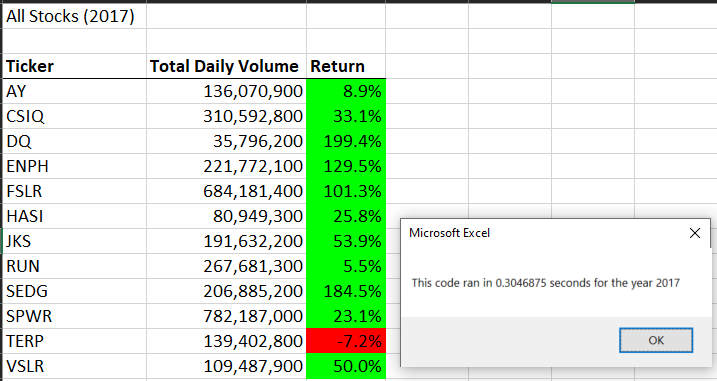 All Stocks (2017)
Ticker Total Daily Volume Return
AY 136,070,900 8.9%
CSIQ 310,592,800 33.1%
DQ 35,796,200 199.4%
ENPH 221,772,100 129.5%
FSLR 684,181,400 101.3%
HASI 80,949,300 25.8%
JKS 191,632,200 53.9%
RUN 267,681,300 5.5%
SEDG 206,885,200 184.5%
SPWR 782,187,000 23.1%
TERP 139,402,800 -7.2%
VSLR 109,487,900 50.0%
Microsoft Excel
This code ran in 0.3046875 seconds for the year 2017
OK